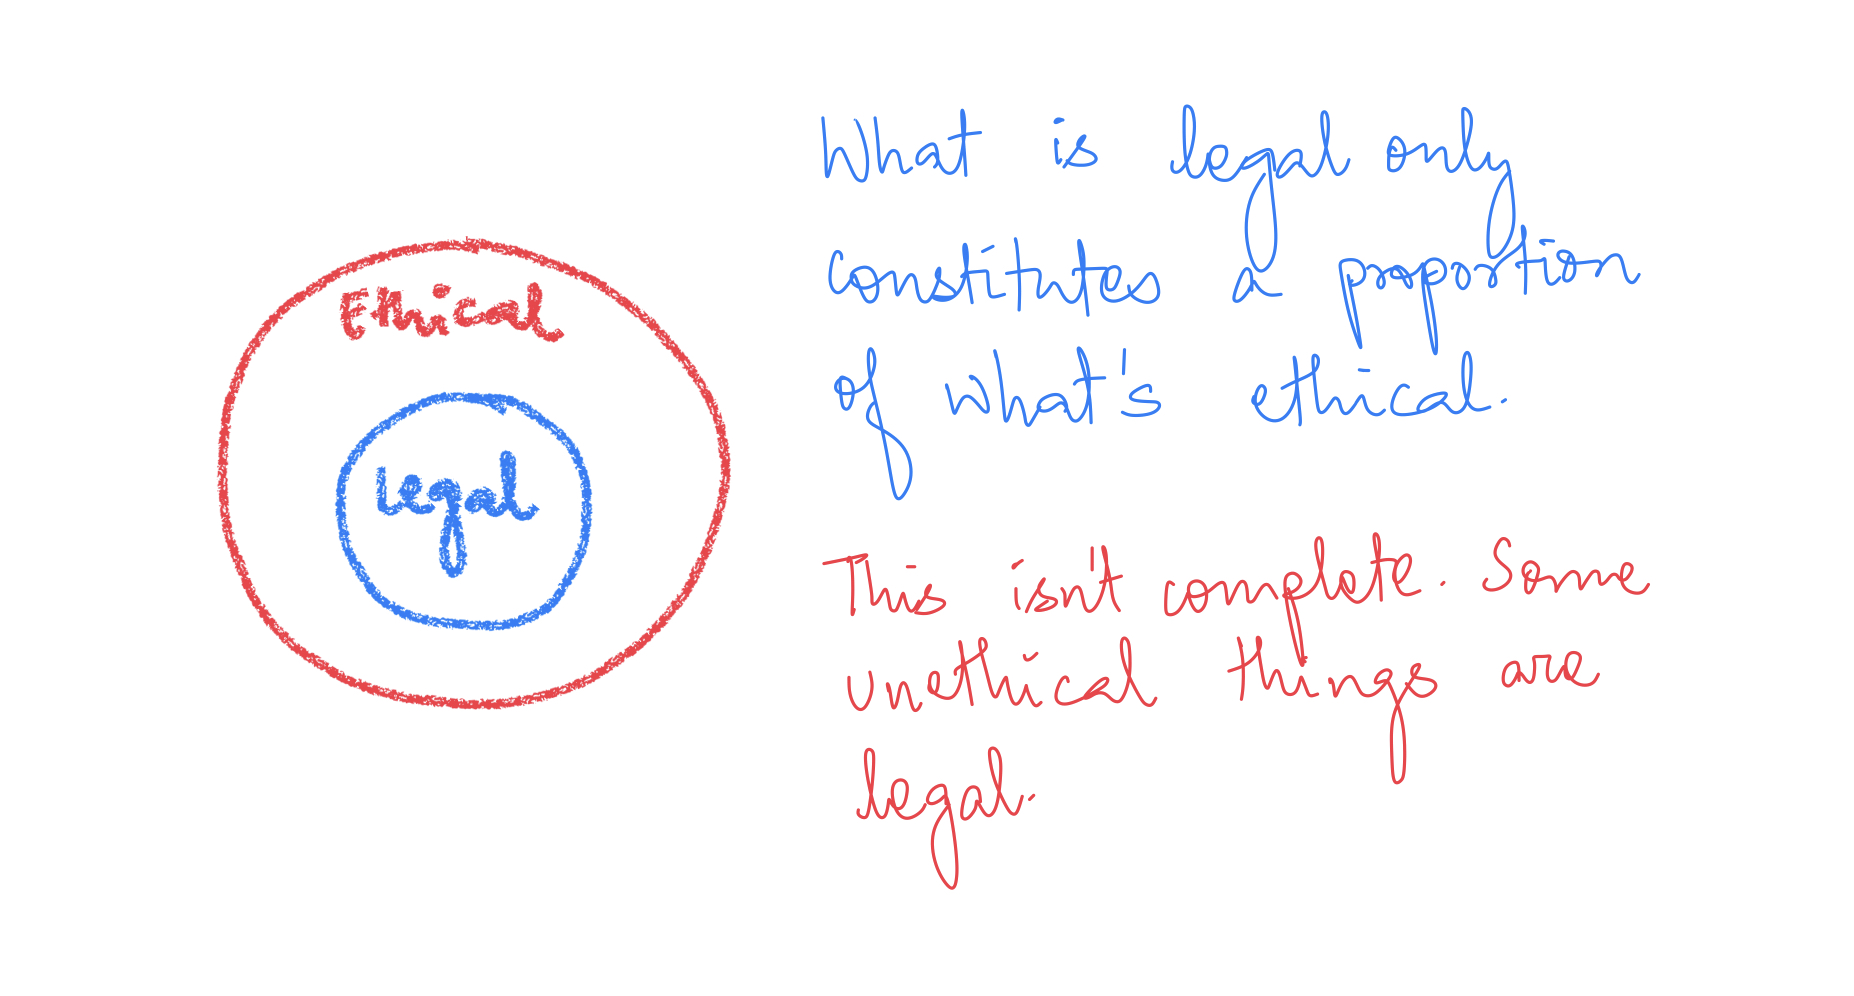 Ethical
Legal
What is legal only
constitutes a proportion
of what's ethical.
This isn't complete. Some
unethical things are
legal.